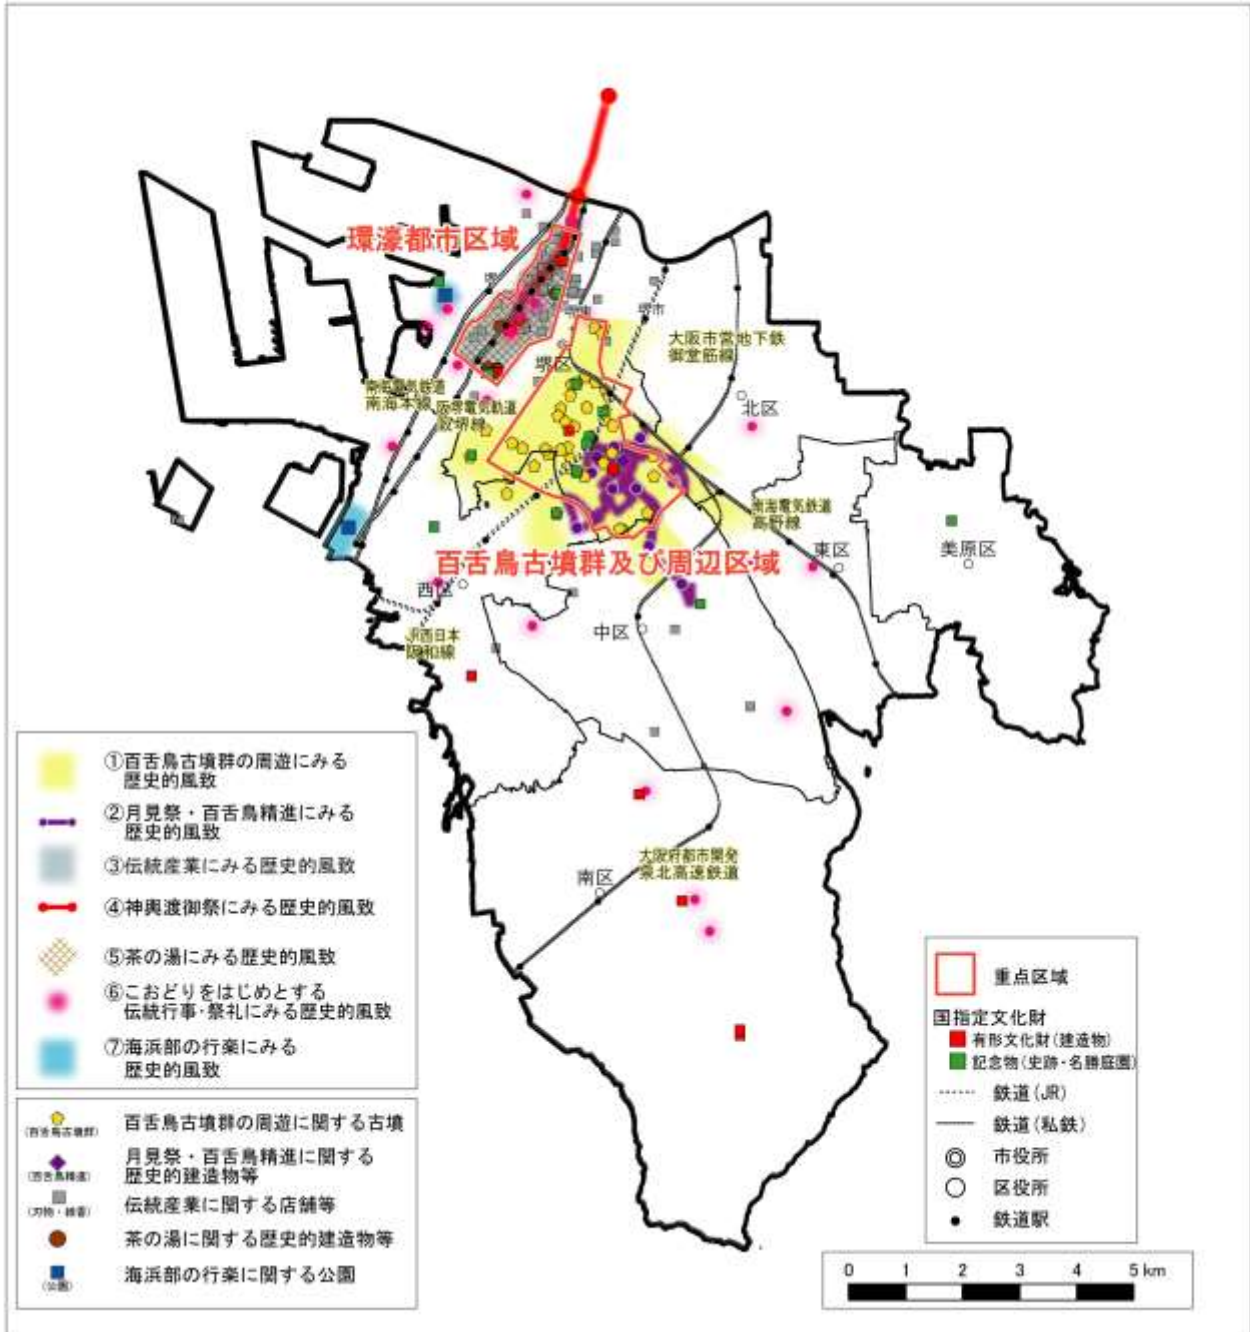 環濠都市区域
堺市
大阪市営地下鉄
御堂筋線
堺区
南海電気鉄道
南海本線
阪堺電気軌道
阪堺線
北区
南海電気鉄道
高野線
東区
美原区
百舌鳥古墳群及び周辺区域
西区
中区
JR西日本
阪和線
大阪府都市開発
泉北高速鉄道
南区
①百舌鳥古墳群の周遊にみる
歴史的風致
②月見祭・百舌鳥精進にみる
歴史的風致
③伝統産業にみる歴史的風致
④神輿渡御祭にみる歴史的風致
⑤茶の湯にみる歴史的風致
⑥こおどりをはじめとする
伝統行事・祭礼にみる歴史的風致
⑦海浜部の行楽にみる
歴史的風致
(百舌鳥古墳群)
百舌鳥古墳群の周遊に関する古墳
(百舌鳥精進)
月見祭・百舌鳥精進に関する
歴史的建造物等
(刃物・線香)
伝統産業に関する店舗等
茶の湯に関する歴史的建造物等
(公園)
海浜部の行楽に関する公園
重点区域
国指定文化財
有形文化財(建造物)
記念物(史跡・名勝庭園)
鉄道(JR)
鉄道(私鉄)
市役所
区役所
鉄道駅
0 1 2 3 4 5 km